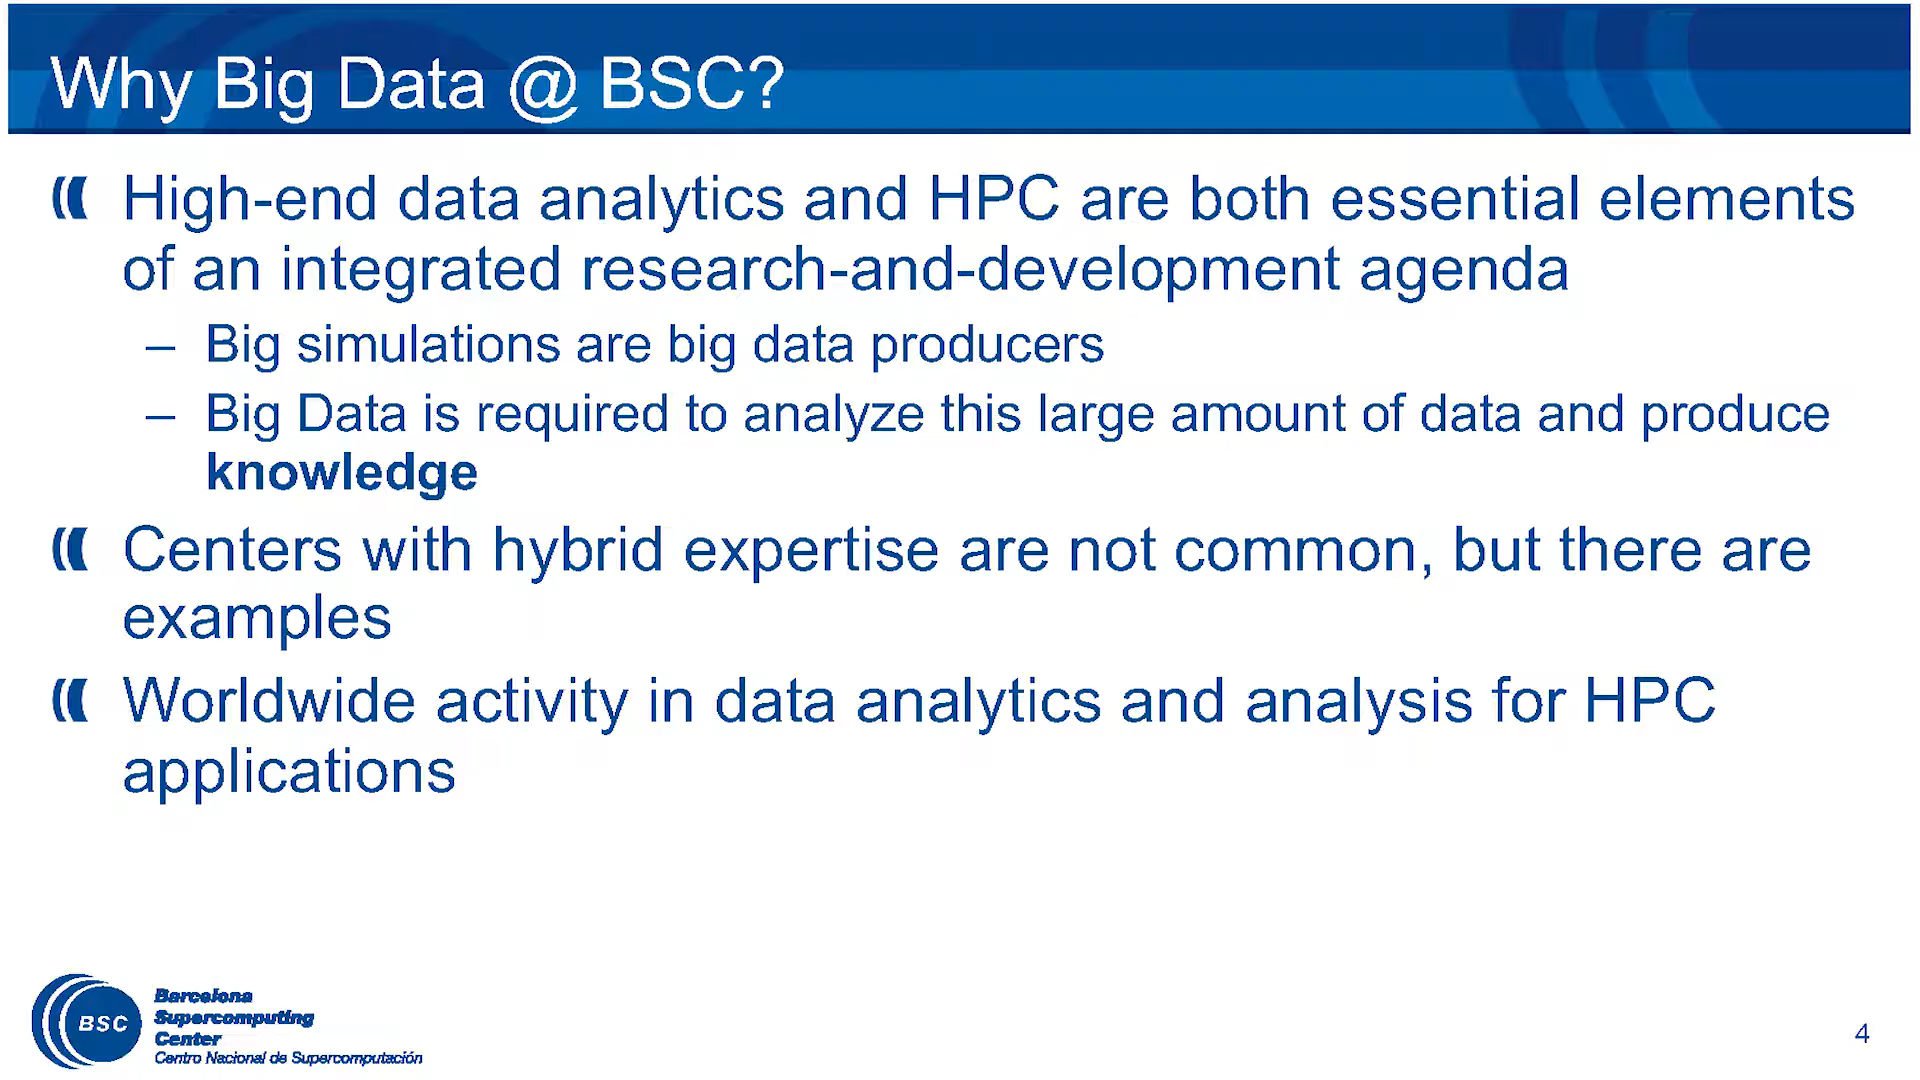 Why Big Data @ BSC?
High-end data analytics and HPC are both essential elements
of an integrated research-and-development agenda
– Big simulations are big data producers
– Big Data is required to analyze this large amount of data and produce
knowledge
Centers with hybrid expertise are not common, but there are
examples
Worldwide activity in data analytics and analysis for HPC
applications
BSC
Barcelona
Supercomputing
Center
Centro Nacional de Supercomputación
4